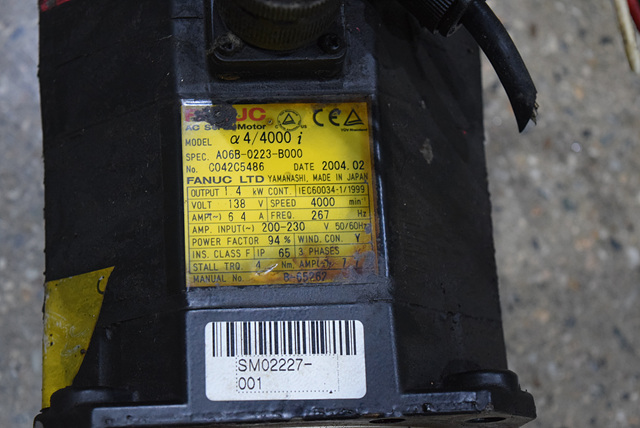 FANUC
AC Servo Motor
MODEL α4/4000 i
SPEC. A06B-0223-B000
No. C042C5486 DATE 2004.02
FANUC LTD YAMANASHI, MADE IN JAPAN
OUTPUT 1 4 kW CONT. IEC60034-1/1999
VOLT 138 V SPEED 4000 min⁻¹
AMP(~) 6 4 A FREQ. 267 Hz
AMP. INPUT(~) 200-230 V 50/60Hz
POWER FACTOR 94 % WIND. CON. Y
INS. CLASS F IP 65 3 PHASES
STALL TRQ. 4 Nm, AMP(~)
MANUAL No. B-65262
SM02227-
001